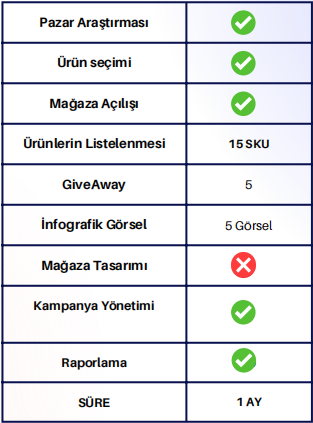 Pazar Araştırması
Ürün seçimi
Mağaza Açılışı
Ürünlerin Listelenmesi 15 SKU
GiveAway 5
İnfografik Görsel 5 Görsel
Mağaza Tasarımı
Kampanya Yönetimi
Raporlama
SÜRE 1 AY